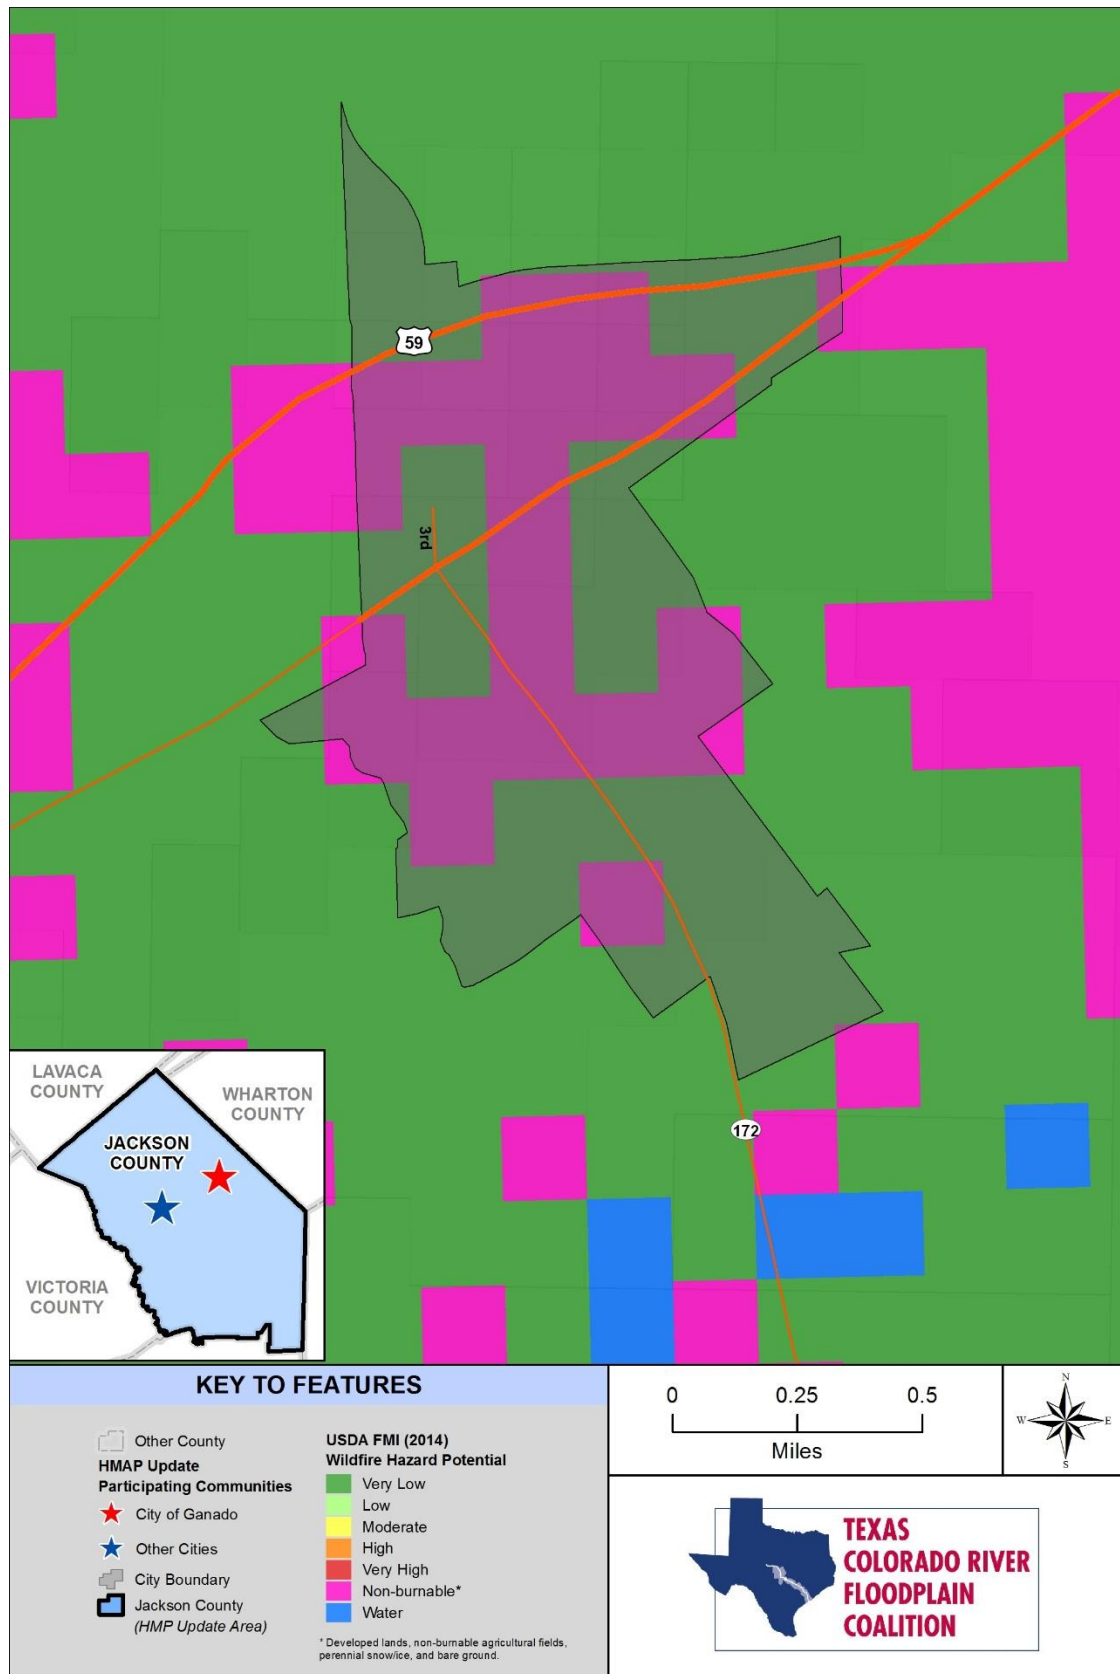 59
3rd
172
LAVACA
COUNTY
WHARTON
COUNTY
JACKSON
COUNTY
VICTORIA
COUNTY
KEY TO FEATURES
Other County
HMAP Update
Participating Communities
City of Ganado
Other Cities
City Boundary
Jackson County
(HMP Update Area)
USDA FMI (2014)
Wildfire Hazard Potential
Very Low
Low
Moderate
High
Very High
Non-burnable*
Water
* Developed lands, non-burnable agricultural fields,
perennial snow/ice, and bare ground.
0 0.25 0.5
Miles
N
W E
S
TEXAS
COLORADO RIVER
FLOODPLAIN
COALITION